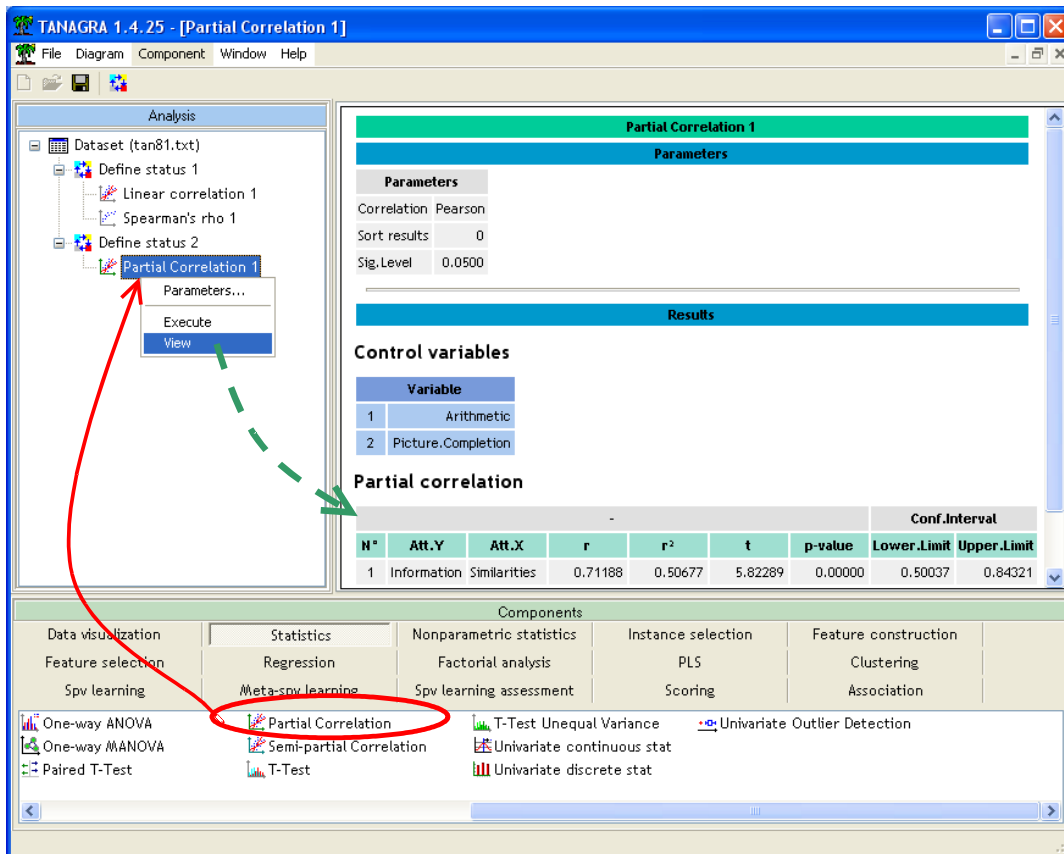 TANAGRA 1.4.25 - [Partial Correlation 1]
File Diagram Component Window Help
Analysis
Dataset (tan81.txt)
Define status 1
Linear correlation 1
Spearman's rho 1
Define status 2
Partial Correlation 1
Parameters...
Execute
View
Partial Correlation 1
Parameters
Parameters
Correlation Pearson
Sort results 0
Sig.Level 0.0500
Results
Control variables
Variable
1 Arithmetic
2 Picture.Completion
Partial correlation
- Conf.Interval
N° Att.Y Att.X r r² t p-value Lower.Limit Upper.Limit
1 Information Similarities 0.71188 0.50677 5.82289 0.00000 0.50037 0.84321
Components
Data visualization Statistics Nonparametric statistics Instance selection Feature construction
Feature selection Regression Factorial analysis PLS Clustering
Spv learning Meta-spv learning Spv learning assessment Scoring Association
One-way ANOVA Partial Correlation T-Test Unequal Variance Univariate Outlier Detection
One-way MANOVA Semi-partial Correlation Univariate continuous stat
Paired T-Test T-Test Univariate discrete stat